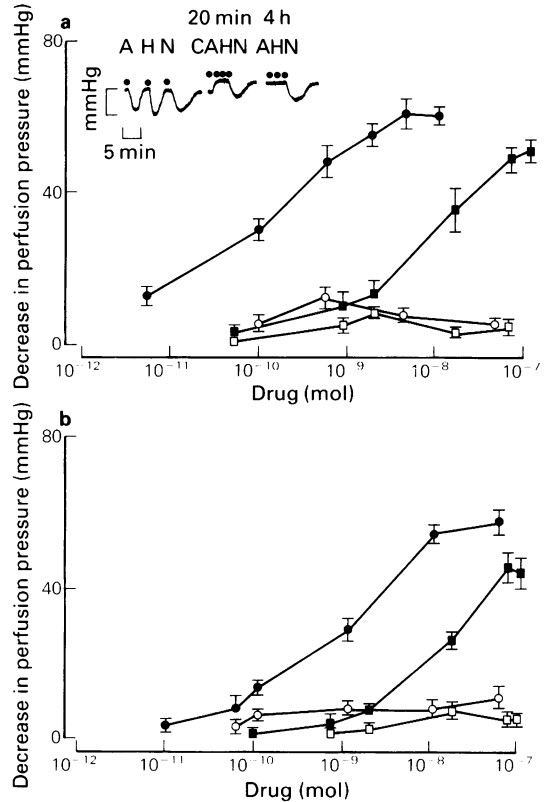 a
80
40
0
Decrease in perfusion pressure (mmHg)
20 min 4 h
A H N CAHN AHN
mmHg
5 min
10⁻¹² 10⁻¹¹ 10⁻¹⁰ 10⁻⁹ 10⁻⁸ 10⁻⁷
Drug (mol)
b
80
40
0
Decrease in perfusion pressure (mmHg)
10⁻¹² 10⁻¹¹ 10⁻¹⁰ 10⁻⁹ 10⁻⁸ 10⁻⁷
Drug (mol)